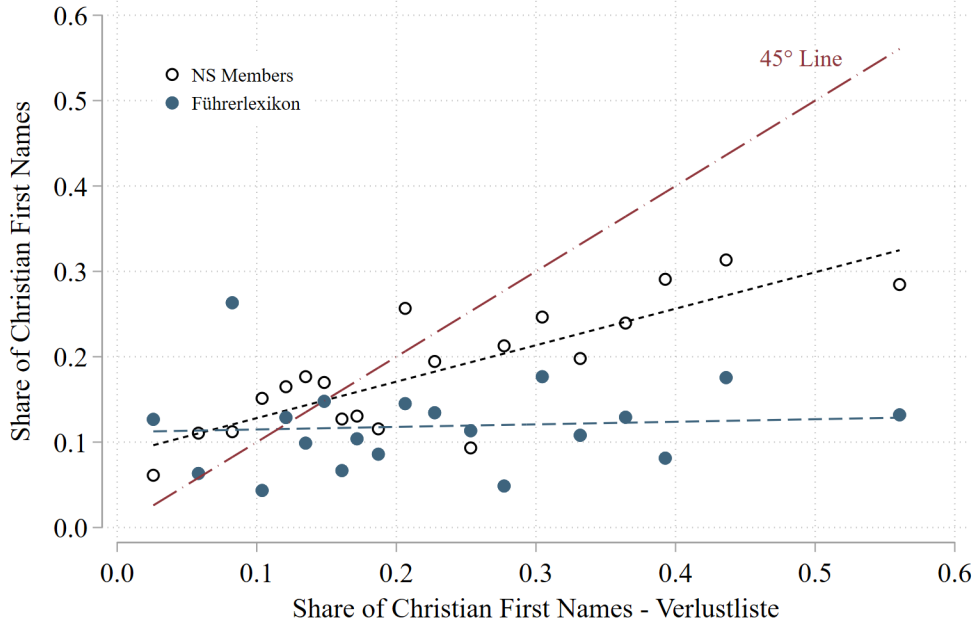 0.6
0.5
0.4
0.3
0.2
0.1
0.0
Share of Christian First Names
NS Members
Führerlexikon
45° Line
0.0 0.1 0.2 0.3 0.4 0.5 0.6
Share of Christian First Names - Verlustliste